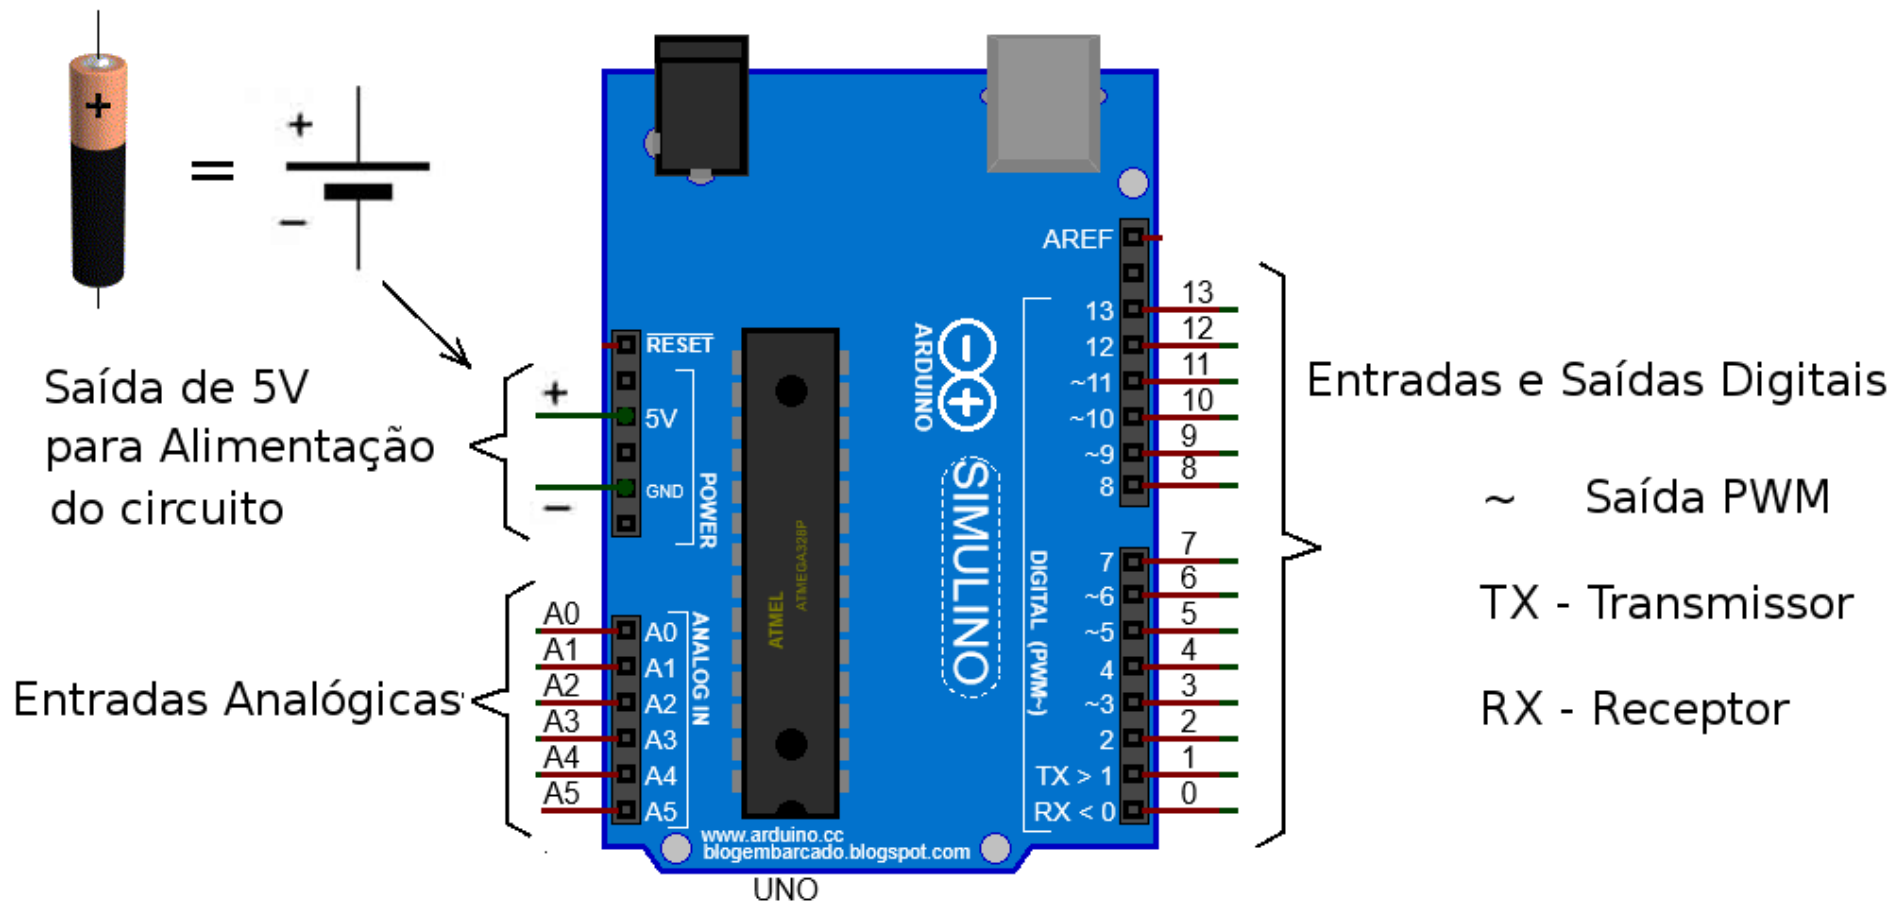 +
=
+
−
Saída de 5V
para Alimentação
do circuito
+
−
Entradas Analógicas
A0
A1
A2
A3
A4
A5
RESET
5V
GND
POWER
A0
A1
A2
A3
A4
A5
ANALOG IN
ATMEL
ATMEGA328P
ARDUINO
SIMULINO
www.arduino.cc
blogembarcado.blogspot.com
UNO
AREF
13
12
~11
~10
~9
8
7
~6
~5
4
~3
2
TX > 1
RX < 0
DIGITAL (PWM~)
13
12
11
10
9
8
7
6
5
4
3
2
1
0
Entradas e Saídas Digitais
~ Saída PWM
TX - Transmissor
RX - Receptor